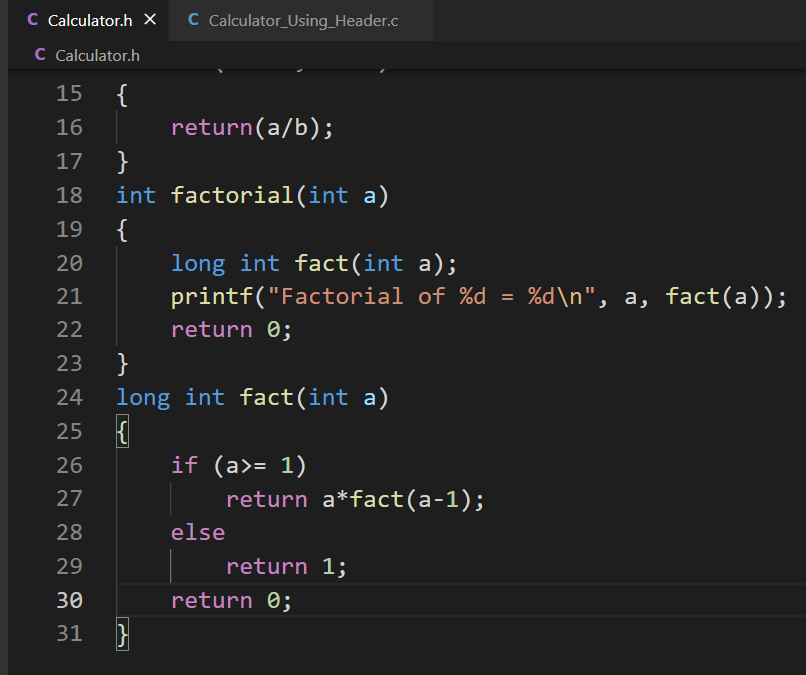 C Calculator.h × C Calculator_Using_Header.c
C Calculator.h
15 {
16     return(a/b);
17 }
18 int factorial(int a)
19 {
20     long int fact(int a);
21     printf("Factorial of %d = %d\n", a, fact(a));
22     return 0;
23 }
24 long int fact(int a)
25 {
26     if (a>= 1)
27         return a*fact(a-1);
28     else
29         return 1;
30     return 0;
31 }